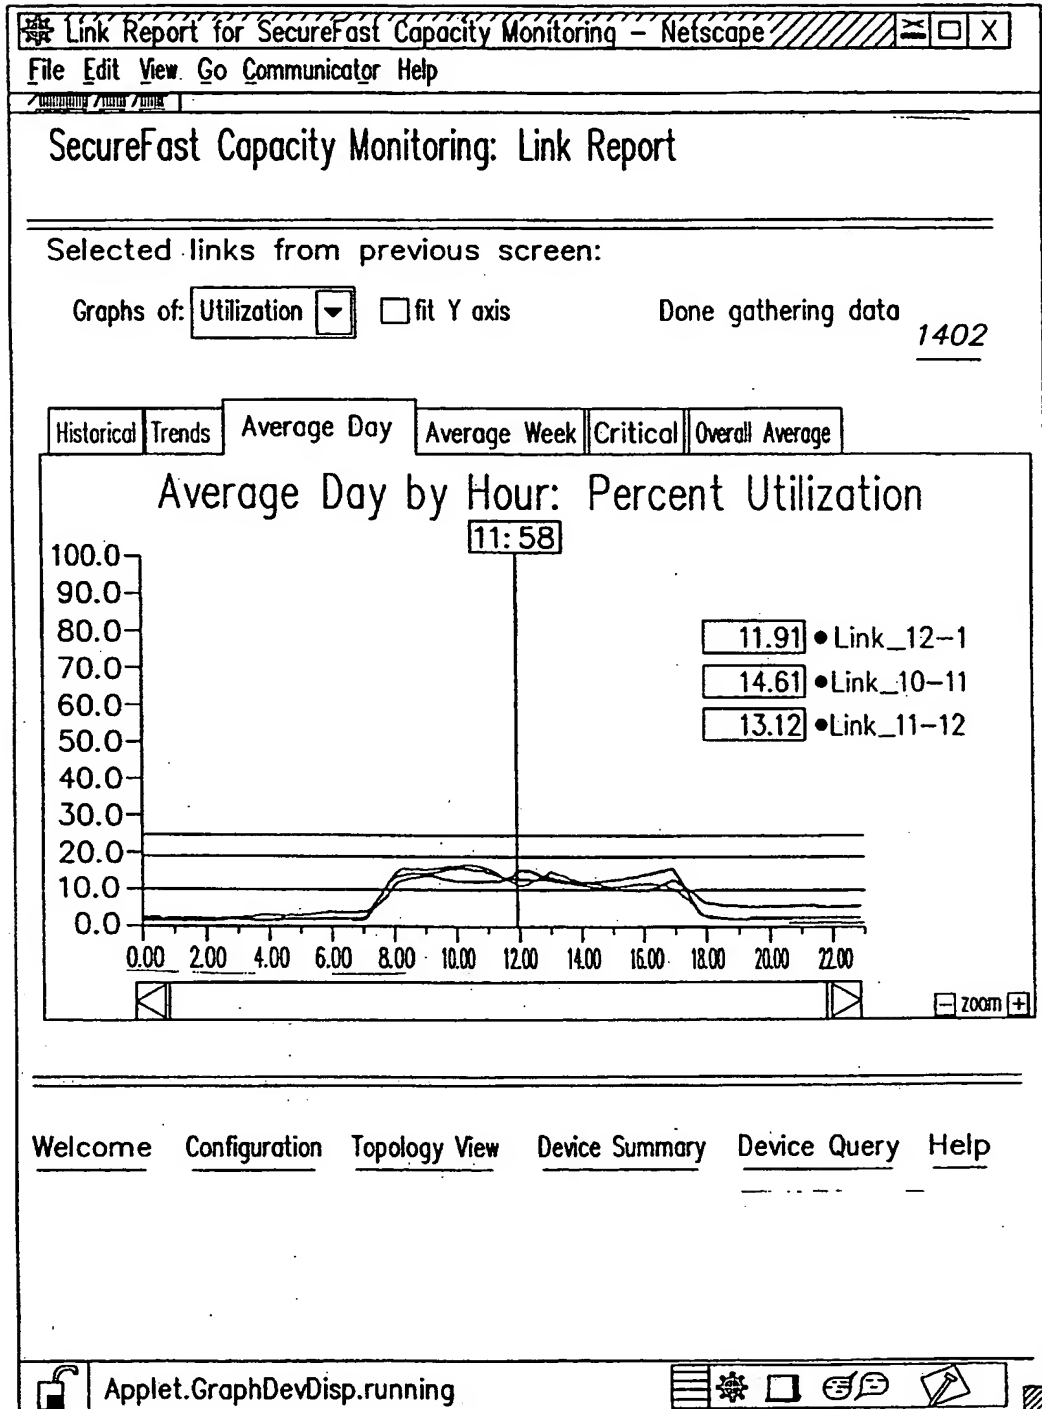 Link Report for SecureFast Capacity Monitoring – Netscape
File Edit View Go Communicator Help
SecureFast Capacity Monitoring: Link Report
Selected links from previous screen:
Graphs of: Utilization fit Y axis Done gathering data
1402
Historical Trends Average Day Average Week Critical Overall Average
Average Day by Hour: Percent Utilization
11:58
100.0
90.0
80.0
70.0
60.0
50.0
40.0
30.0
20.0
10.0
0.0
11.91 Link_12–1
14.61 Link_10–11
13.12 Link_11–12
0.00 2.00 4.00 6.00 8.00 10.00 12.00 14.00 16.00 18.00 20.00 22.00
– zoom +
Welcome Configuration Topology View Device Summary Device Query Help
Applet.GraphDevDisp.running